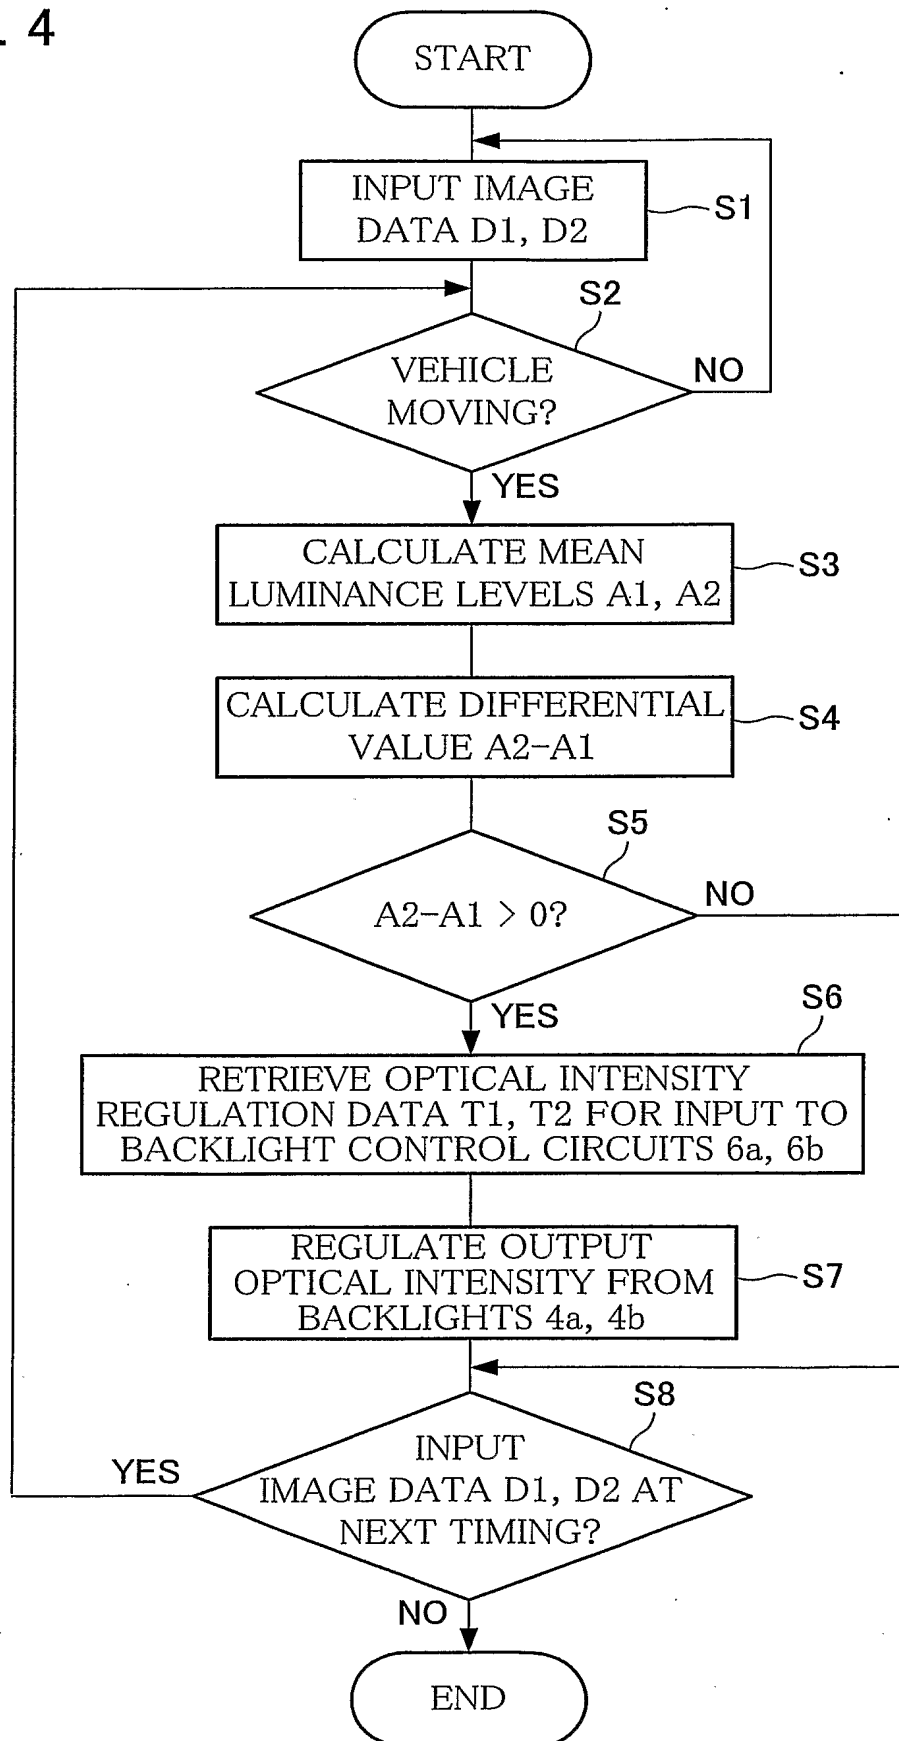 . 4
START
INPUT IMAGE
DATA D1, D2
S1
S2
VEHICLE
MOVING?
NO
YES
CALCULATE MEAN
LUMINANCE LEVELS A1, A2
S3
CALCULATE DIFFERENTIAL
VALUE A2-A1
S4
S5
A2-A1 > 0?
NO
YES
S6
RETRIEVE OPTICAL INTENSITY
REGULATION DATA T1, T2 FOR INPUT TO
BACKLIGHT CONTROL CIRCUITS 6a, 6b
REGULATE OUTPUT
OPTICAL INTENSITY FROM
BACKLIGHTS 4a, 4b
S7
S8
INPUT
IMAGE DATA D1, D2 AT
NEXT TIMING?
YES
NO
END